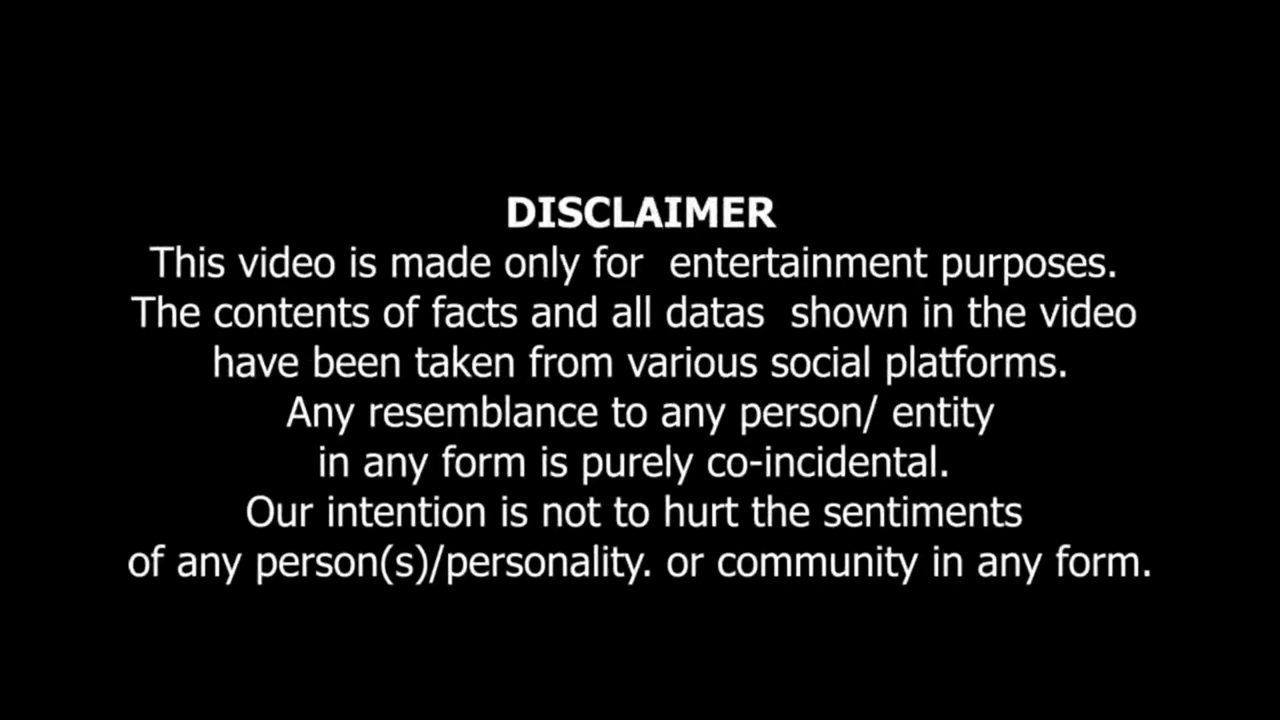 DISCLAIMER
This video is made only for  entertainment purposes.
The contents of facts and all datas  shown in the video
have been taken from various social platforms.
Any resemblance to any person/ entity
in any form is purely co-incidental.
Our intention is not to hurt the sentiments
of any person(s)/personality. or community in any form.